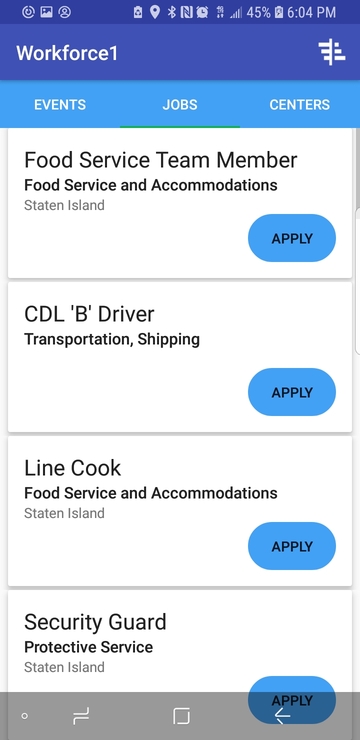 45% 6:04 PM
Workforce1
EVENTS JOBS CENTERS
Food Service Team Member
Food Service and Accommodations
Staten Island
APPLY
CDL 'B' Driver
Transportation, Shipping
APPLY
Line Cook
Food Service and Accommodations
Staten Island
APPLY
Security Guard
Protective Service
Staten Island
APPLY